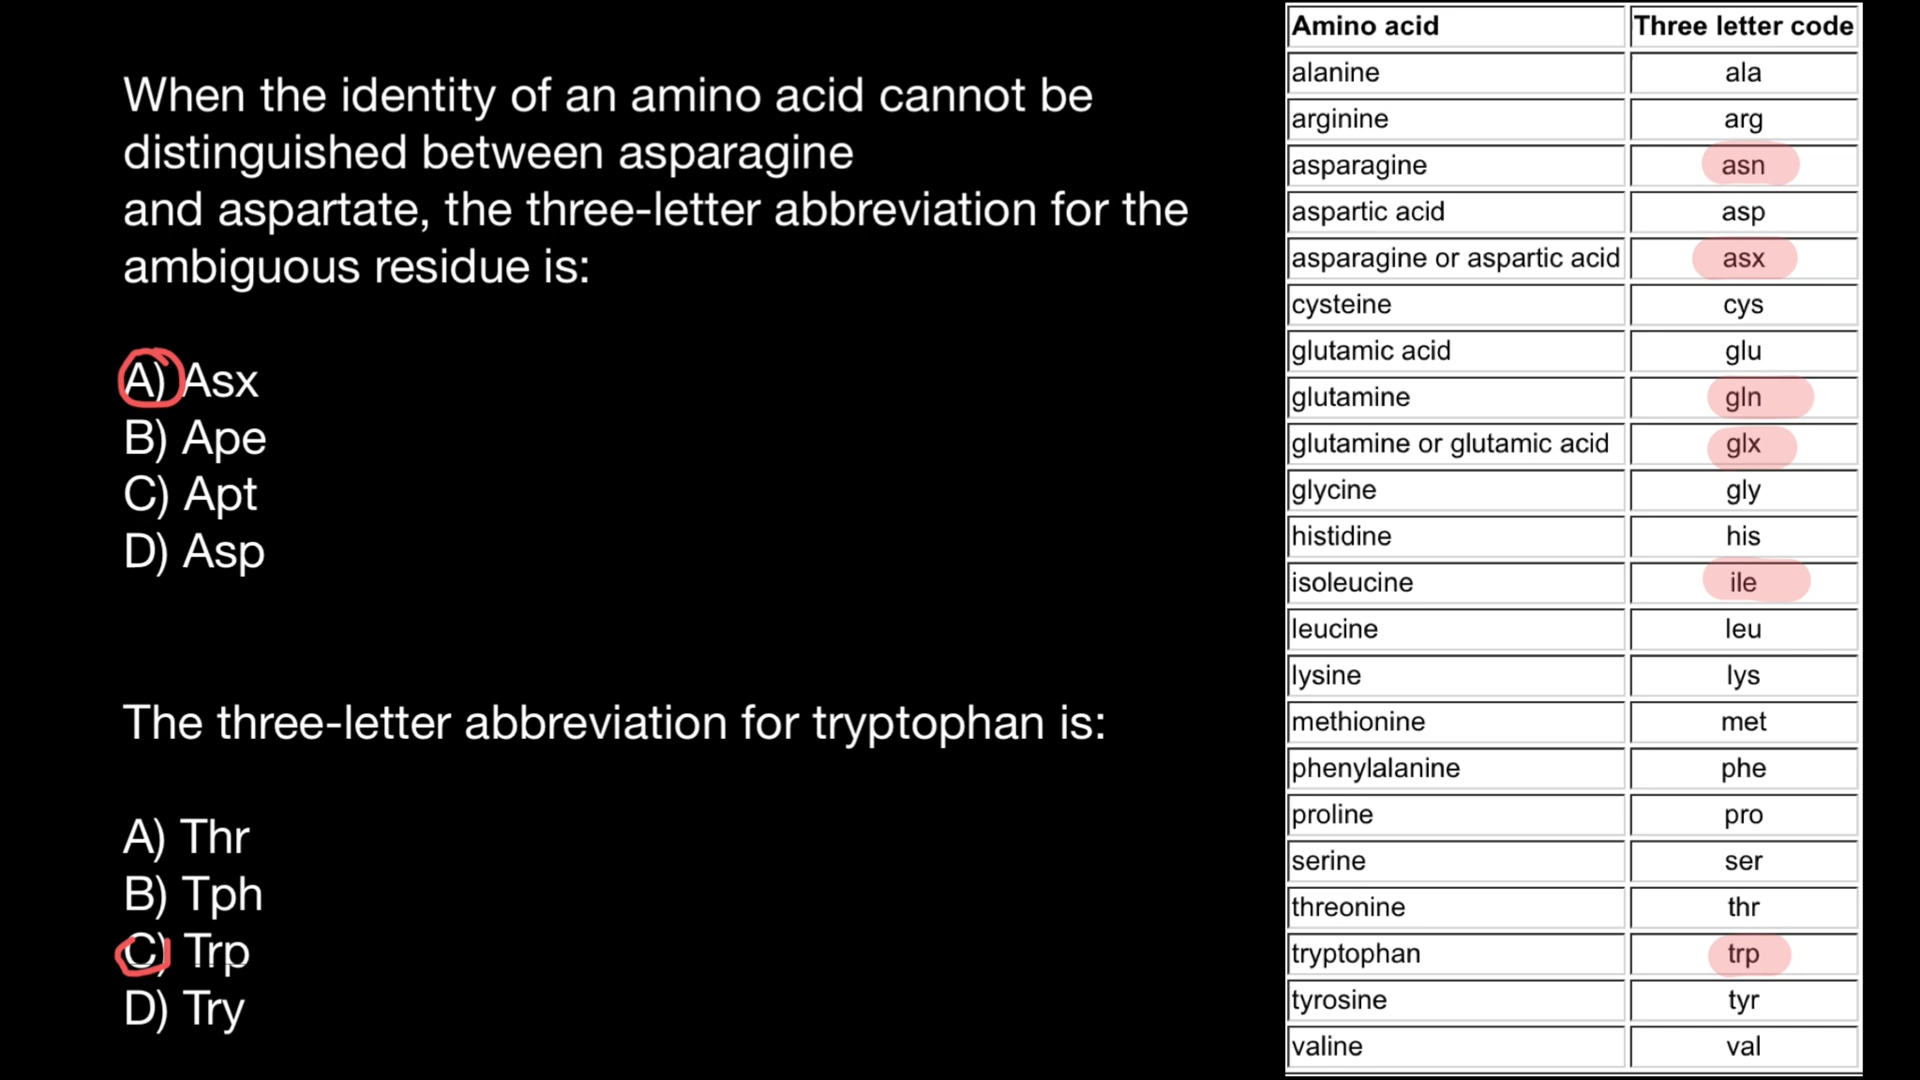 When the identity of an amino acid cannot be
distinguished between asparagine
and aspartate, the three-letter abbreviation for the
ambiguous residue is:
A) Asx
B) Ape
C) Apt
D) Asp
The three-letter abbreviation for tryptophan is:
A) Thr
B) Tph
C) Trp
D) Try
Amino acid Three letter code
alanine ala
arginine arg
asparagine asn
aspartic acid asp
asparagine or aspartic acid asx
cysteine cys
glutamic acid glu
glutamine gln
glutamine or glutamic acid glx
glycine gly
histidine his
isoleucine ile
leucine leu
lysine lys
methionine met
phenylalanine phe
proline pro
serine ser
threonine thr
tryptophan trp
tyrosine tyr
valine val